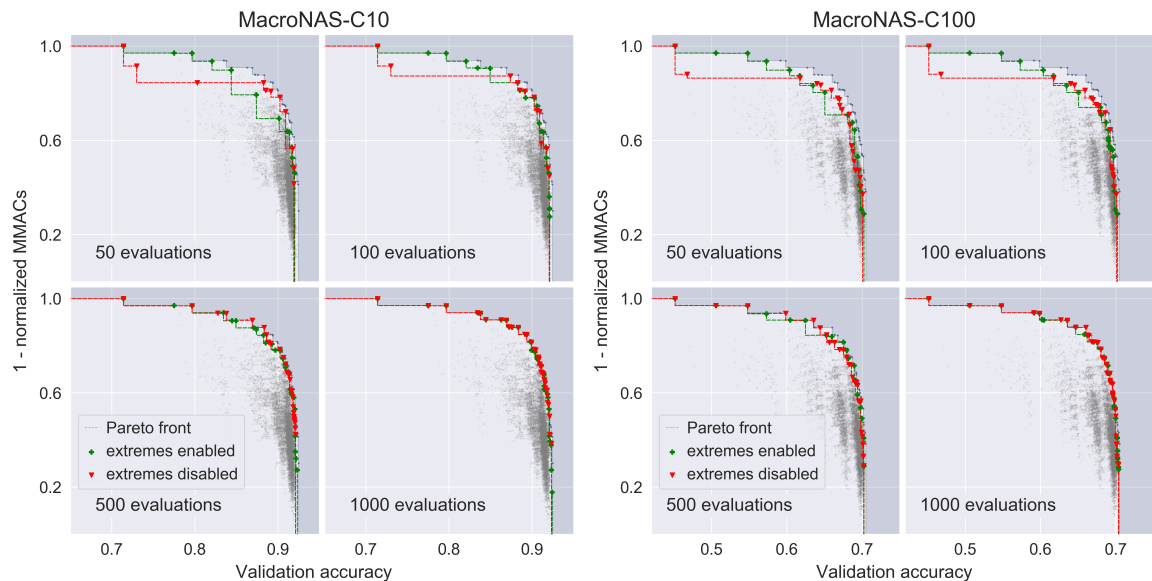 MacroNAS-C10
MacroNAS-C100
1 - normalized MMACs
1.0
0.6
0.2
50 evaluations
100 evaluations
1.0
0.6
0.2
Pareto front
extremes enabled
extremes disabled
500 evaluations
1000 evaluations
0.7
0.8
0.9
0.7
0.8
0.9
Validation accuracy
1 - normalized MMACs
1.0
0.6
0.2
50 evaluations
100 evaluations
1.0
0.6
0.2
Pareto front
extremes enabled
extremes disabled
500 evaluations
1000 evaluations
0.5
0.6
0.7
0.5
0.6
0.7
Validation accuracy